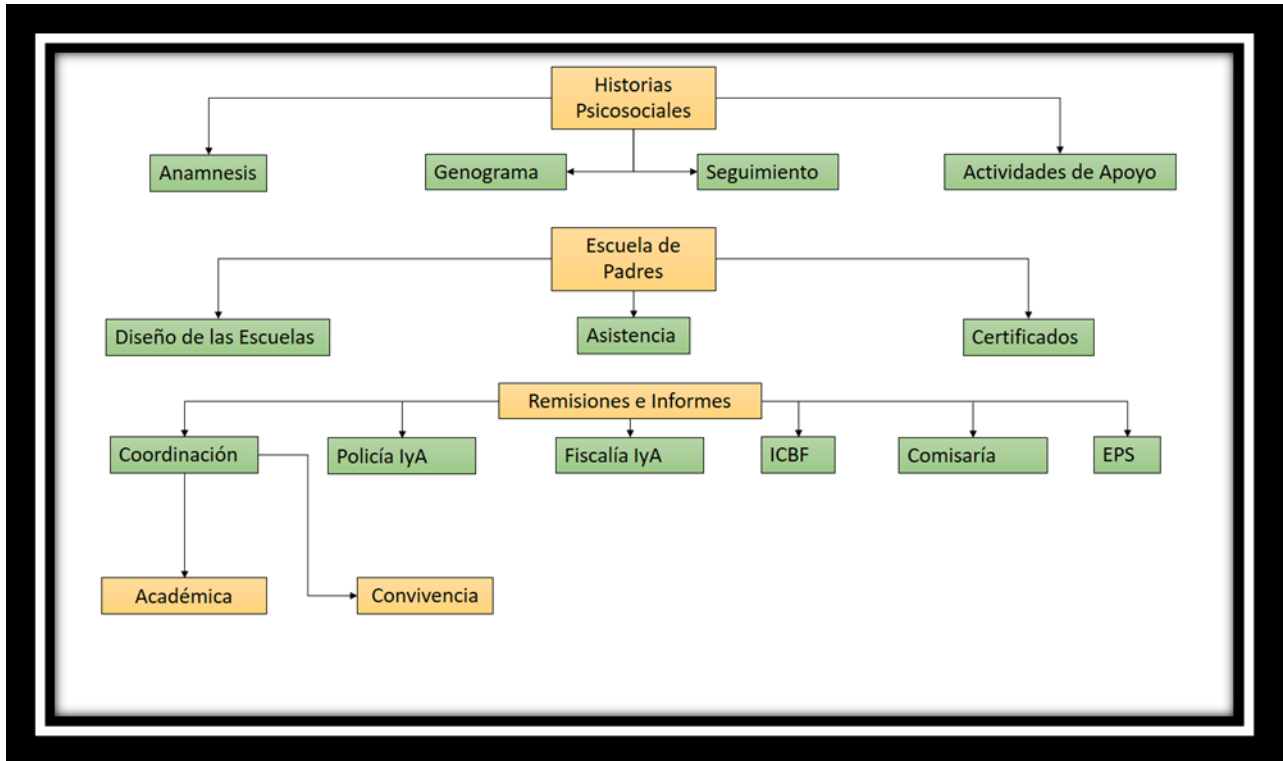 Historias
Psicosociales
Anamnesis
Genograma
Seguimiento
Actividades de Apoyo
Escuela de
Padres
Diseño de las Escuelas
Asistencia
Certificados
Remisiones e Informes
Coordinación
Policía IyA
Fiscalía IyA
ICBF
Comisaría
EPS
Académica
Convivencia